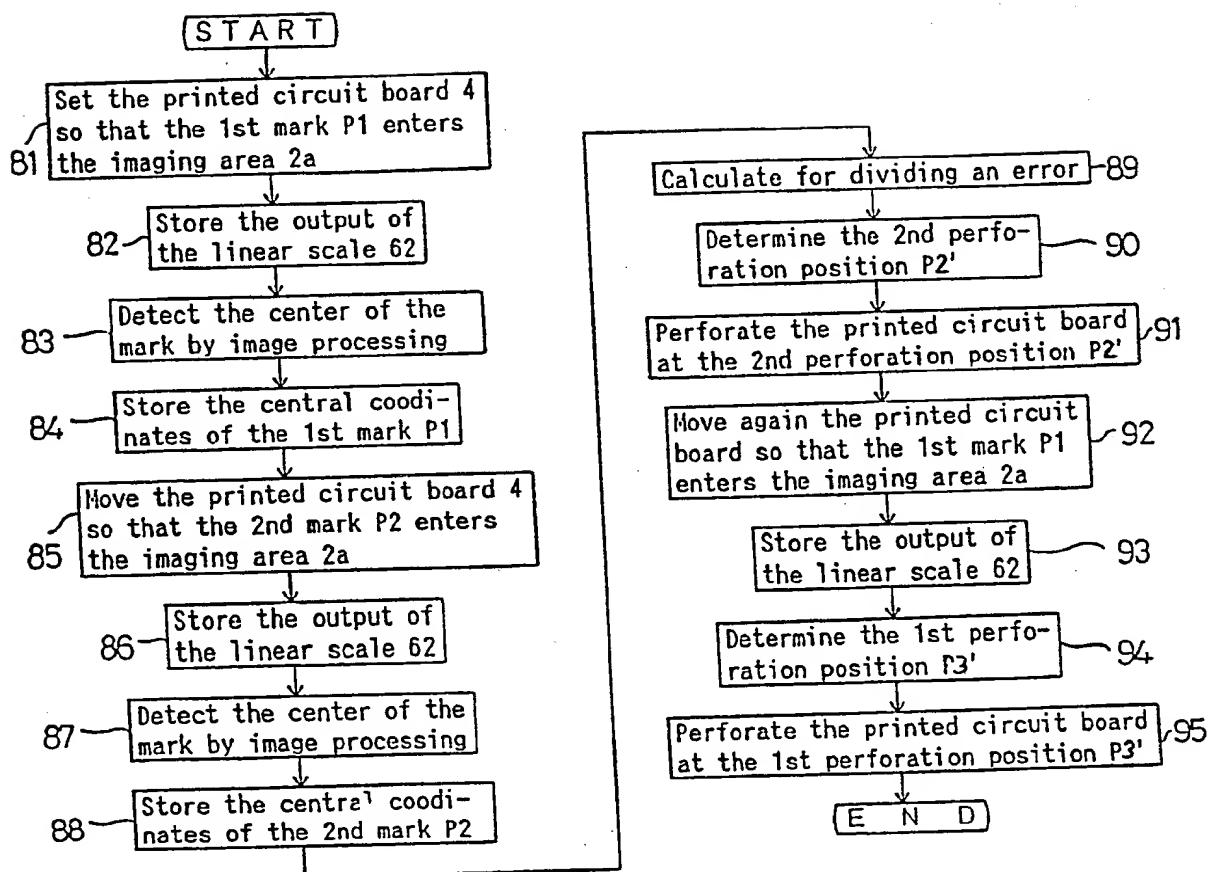 START
Set the printed circuit board 4
so that the 1st mark P1 enters
the imaging area 2a
81
Store the output of
the linear scale 62
82
Detect the center of the
mark by image processing
83
Store the central coodi-
nates of the 1st mark P1
84
Move the printed circuit board 4
so that the 2nd mark P2 enters
the imaging area 2a
85
Store the output of
the linear scale 62
86
Detect the center of the
mark by image processing
87
Store the central coodi-
nates of the 2nd mark P2
88
Calculate for dividing an error
89
Determine the 2nd perfo-
ration position P2'
90
Perforate the printed circuit board
at the 2nd perforation position P2'
91
Move again the printed circuit
board so that the 1st mark P1
enters the imaging area 2a
92
Store the output of
the linear scale 62
93
Determine the 1st perfo-
ration position P3'
94
Perforate the printed circuit board
at the 1st perforation position P3'
95
END